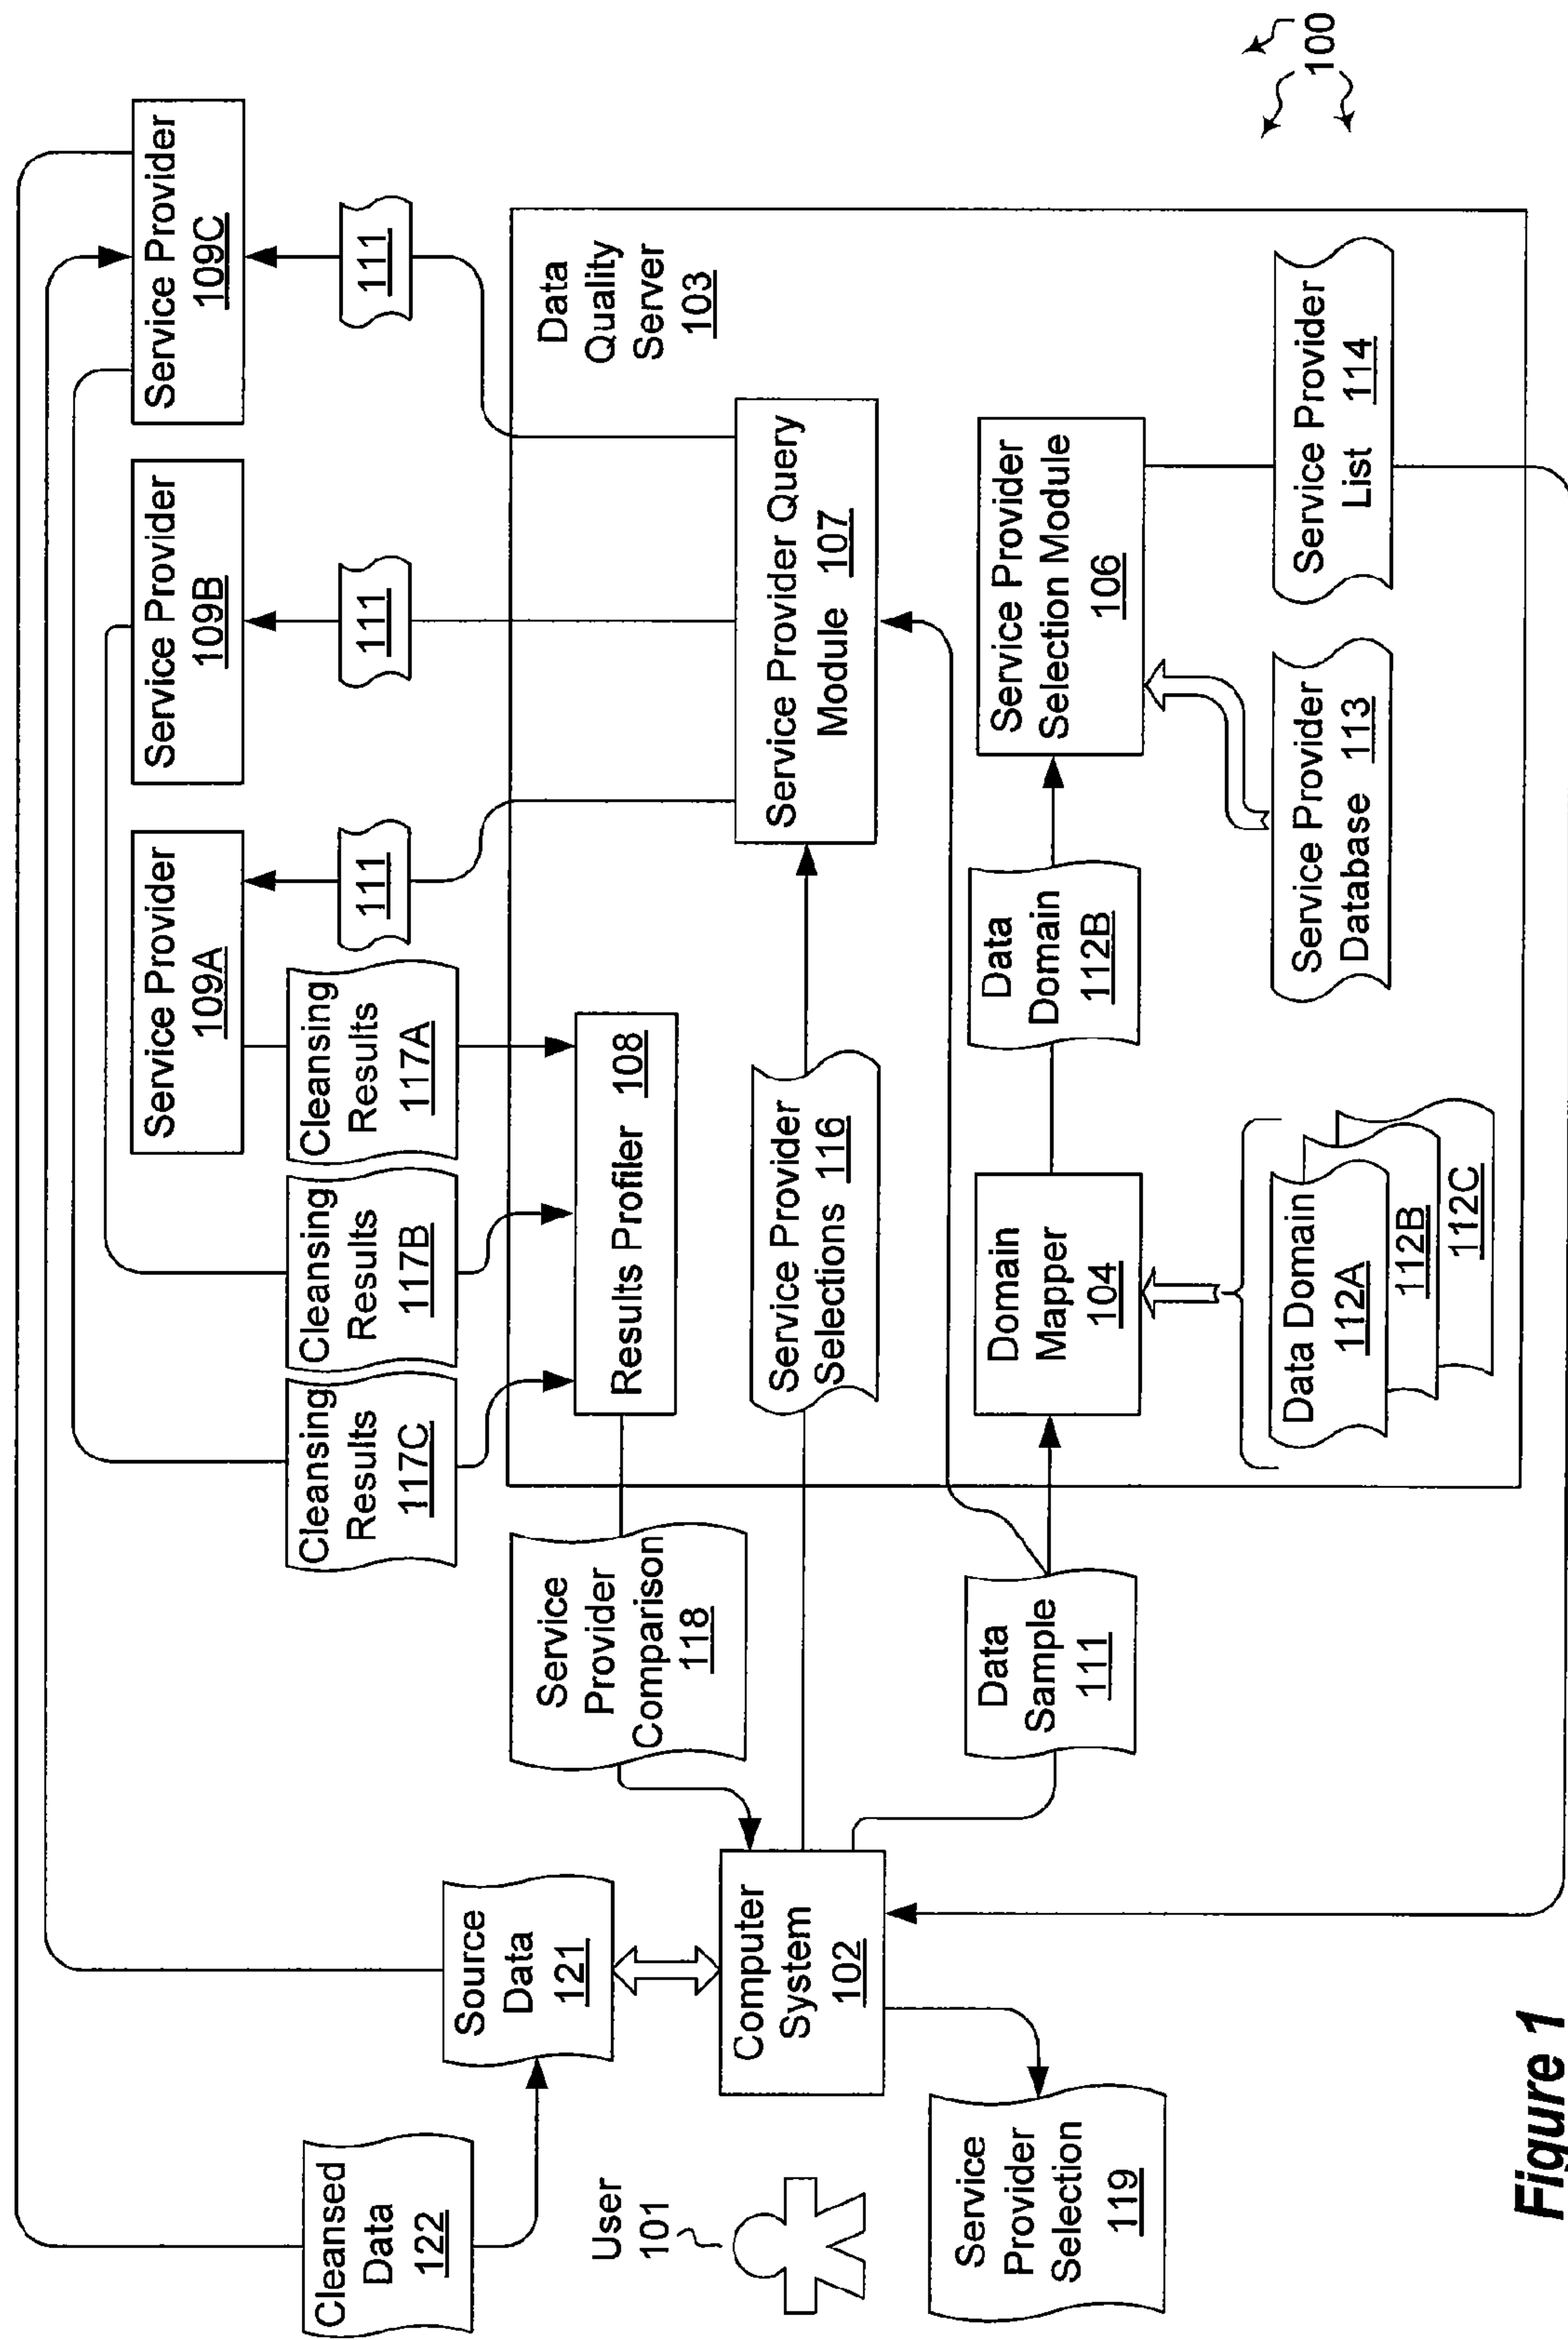 Cleansed
Data
122
Source
Data
121
User
101
Computer
System
102
Service
Provider
Selection
119
Service
Provider
Comparison
118
Data
Sample
111
Cleansing
Results
117C
Cleansing
Results
117B
Cleansing
Results
117A
Service Provider
109A
Service Provider
109B
Service Provider
109C
111
111
111
Data
Quality
Server
103
Results Profiler 108
Service Provider
Selections 116
Service Provider Query
Module 107
Domain
Mapper
104
Data
Domain
112B
Service Provider
Selection Module
106
Data Domain
112A
112B
112C
Service Provider
Database 113
Service Provider
List 114
100
Figure 1